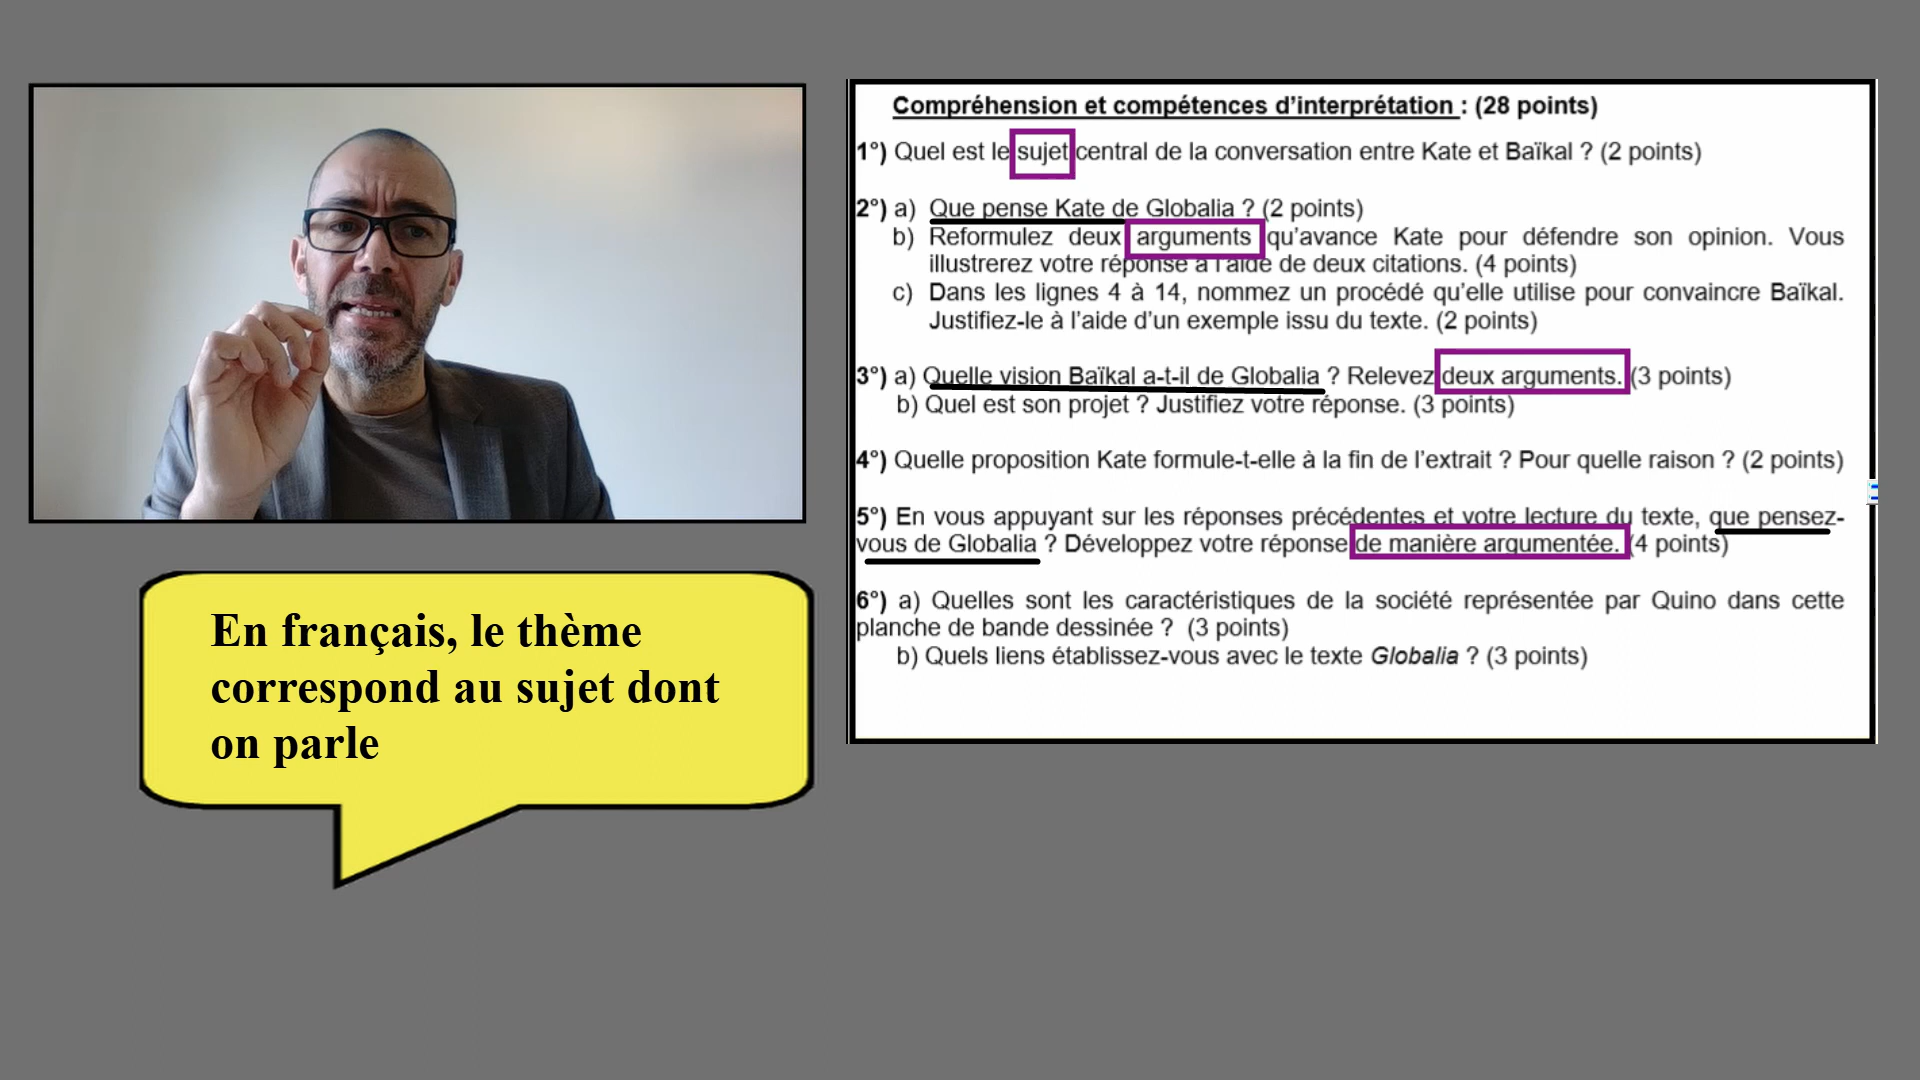 Compréhension et compétences d’interprétation : (28 points)
1°) Quel est le sujet central de la conversation entre Kate et Baïkal ? (2 points)
2°) a) Que pense Kate de Globalia ? (2 points)
b) Reformulez deux arguments qu’avance Kate pour défendre son opinion. Vous
illustrerez votre réponse à l’aide de deux citations. (4 points)
c) Dans les lignes 4 à 14, nommez un procédé qu’elle utilise pour convaincre Baïkal.
Justifiez-le à l’aide d’un exemple issu du texte. (2 points)
3°) a) Quelle vision Baïkal a-t-il de Globalia ? Relevez deux arguments. (3 points)
b) Quel est son projet ? Justifiez votre réponse. (3 points)
4°) Quelle proposition Kate formule-t-elle à la fin de l’extrait ? Pour quelle raison ? (2 points)
5°) En vous appuyant sur les réponses précédentes et votre lecture du texte, que pensez-
vous de Globalia ? Développez votre réponse de manière argumentée. (4 points)
6°) a) Quelles sont les caractéristiques de la société représentée par Quino dans cette
planche de bande dessinée ? (3 points)
b) Quels liens établissez-vous avec le texte Globalia ? (3 points)
En français, le thème
correspond au sujet dont
on parle